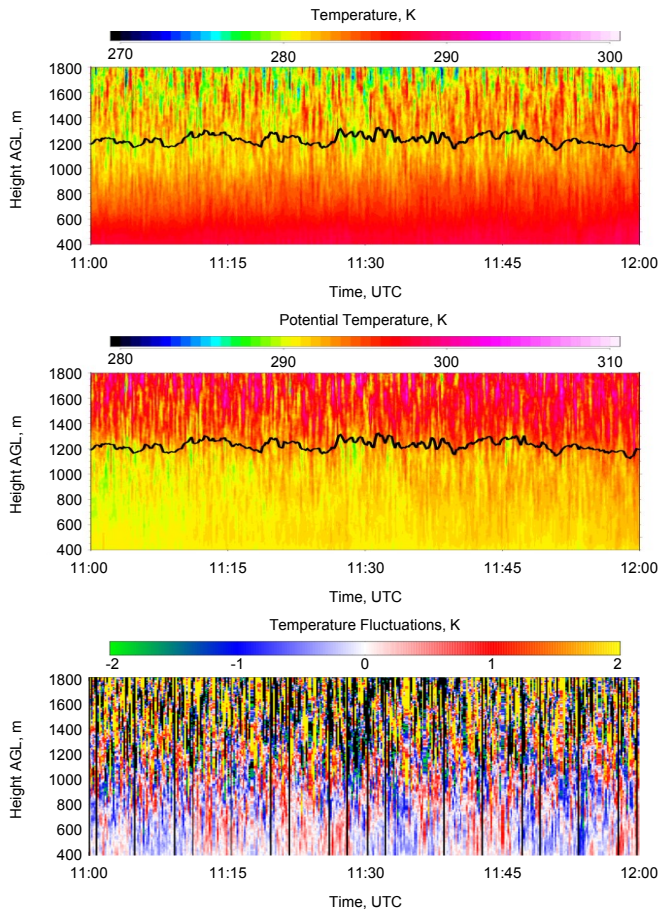 Temperature, K
270 280 290 300
Height AGL, m
1800
1600
1400
1200
1000
800
600
400
11:00 11:15 11:30 11:45 12:00
Time, UTC
Potential Temperature, K
280 290 300 310
Height AGL, m
1800
1600
1400
1200
1000
800
600
400
11:00 11:15 11:30 11:45 12:00
Time, UTC
Temperature Fluctuations, K
-2 -1 0 1 2
Height AGL, m
1800
1600
1400
1200
1000
800
600
400
11:00 11:15 11:30 11:45 12:00
Time, UTC